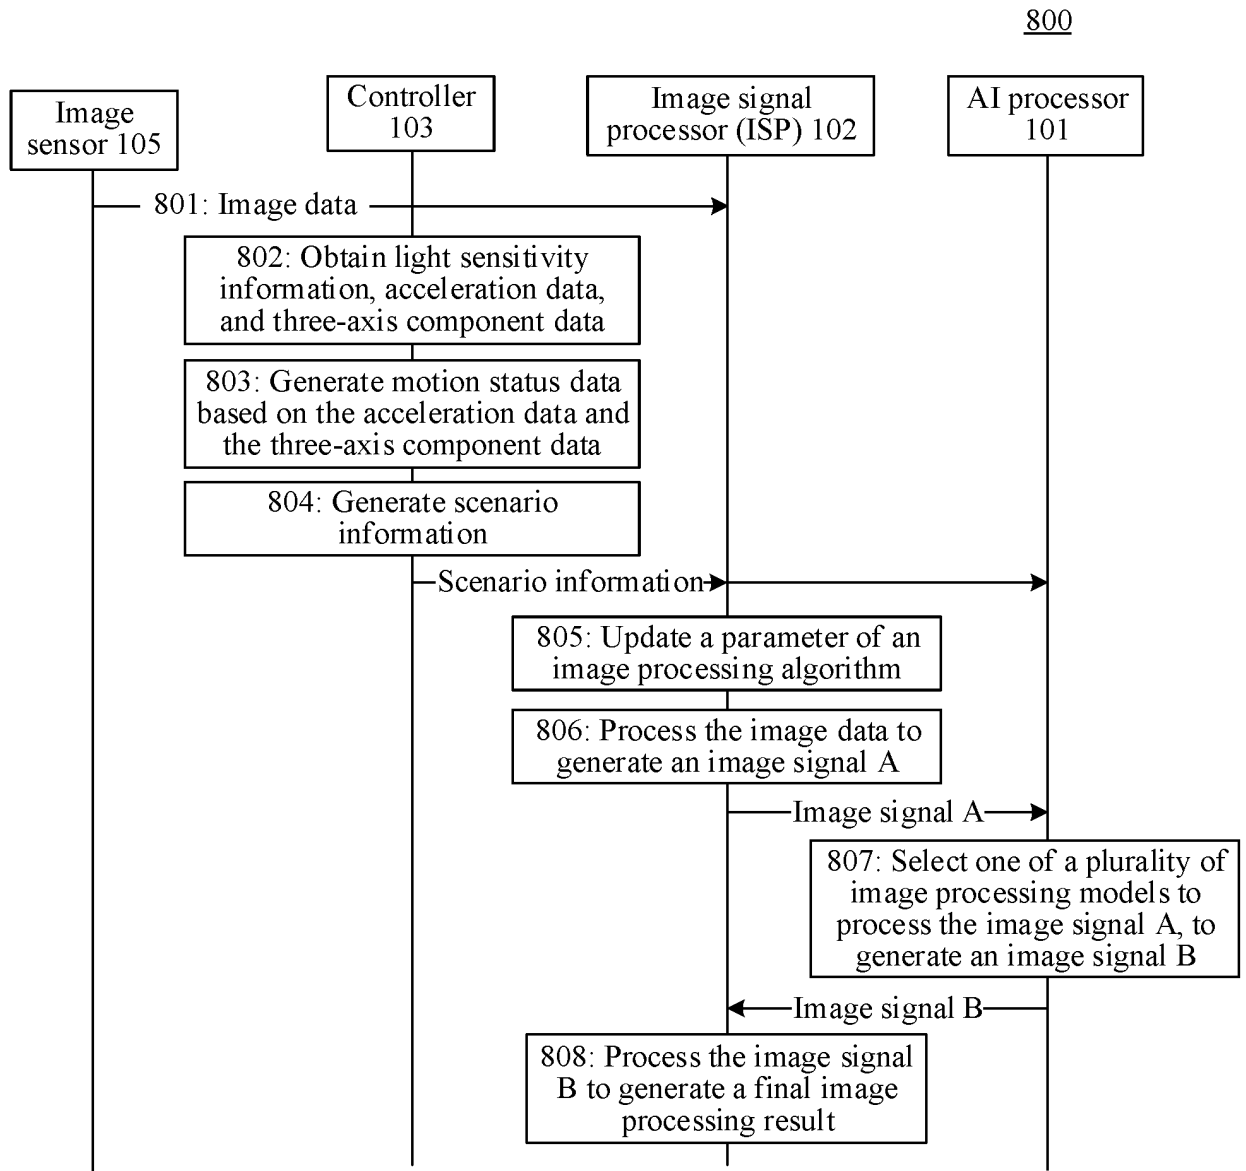 800
Image
sensor 105
Controller
103
Image signal
processor (ISP) 102
AI processor
101
801: Image data
802: Obtain light sensitivity
information, acceleration data,
and three-axis component data
803: Generate motion status data
based on the acceleration data and
the three-axis component data
804: Generate scenario
information
Scenario information
805: Update a parameter of an
image processing algorithm
806: Process the image data to
generate an image signal A
Image signal A
807: Select one of a plurality of
image processing models to
process the image signal A, to
generate an image signal B
Image signal B
808: Process the image signal
B to generate a final image
processing result